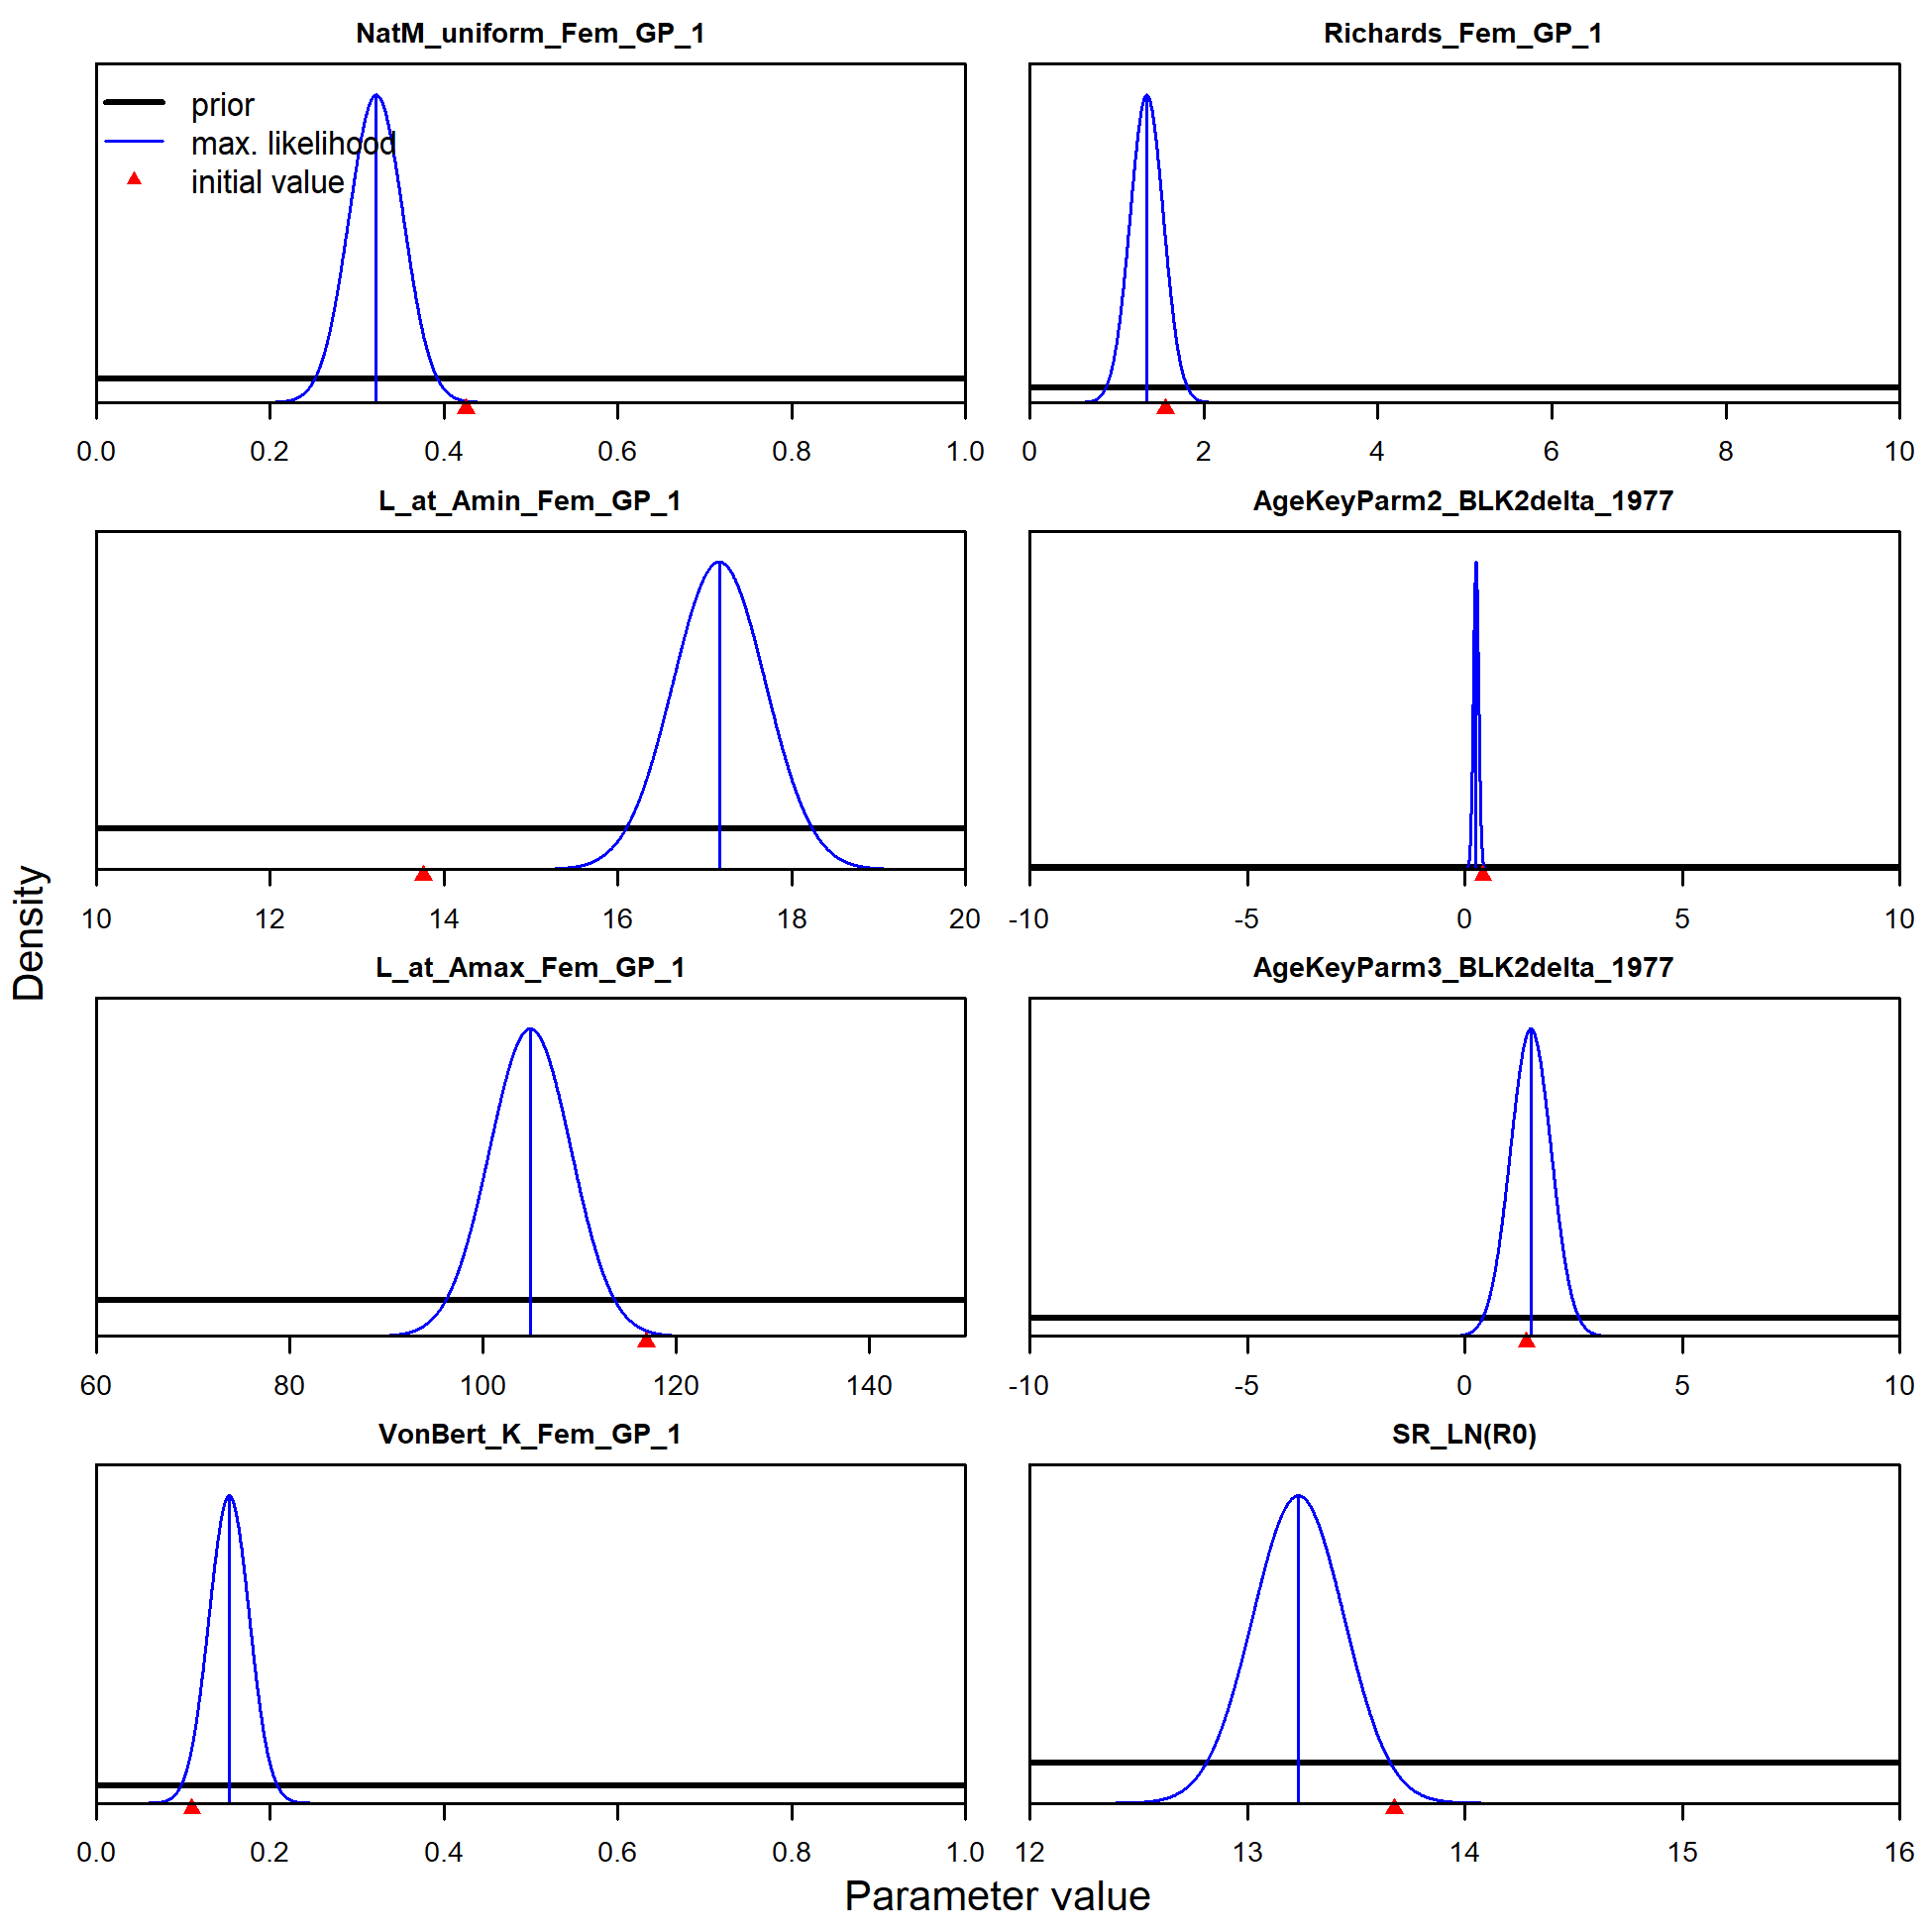 NatM_uniform_Fem_GP_1
prior
max. likelihood
initial value
0.0 0.2 0.4 0.6 0.8 1.0
Richards_Fem_GP_1
0 2 4 6 8 10
L_at_Amin_Fem_GP_1
10 12 14 16 18 20
AgeKeyParm2_BLK2delta_1977
-10 -5 0 5 10
L_at_Amax_Fem_GP_1
60 80 100 120 140
AgeKeyParm3_BLK2delta_1977
-10 -5 0 5 10
VonBert_K_Fem_GP_1
0.0 0.2 0.4 0.6 0.8 1.0
SR_LN(R0)
12 13 14 15 16
Density
Parameter value